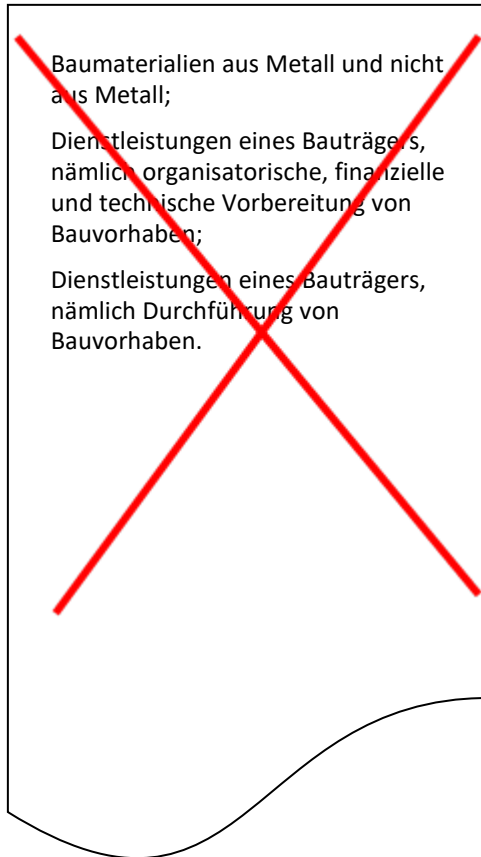 Baumaterialien aus Metall und nicht
aus Metall;
Dienstleistungen eines Bauträgers,
nämlich organisatorische, finanzielle
und technische Vorbereitung von
Bauvorhaben;
Dienstleistungen eines Bauträgers,
nämlich Durchführung von
Bauvorhaben.